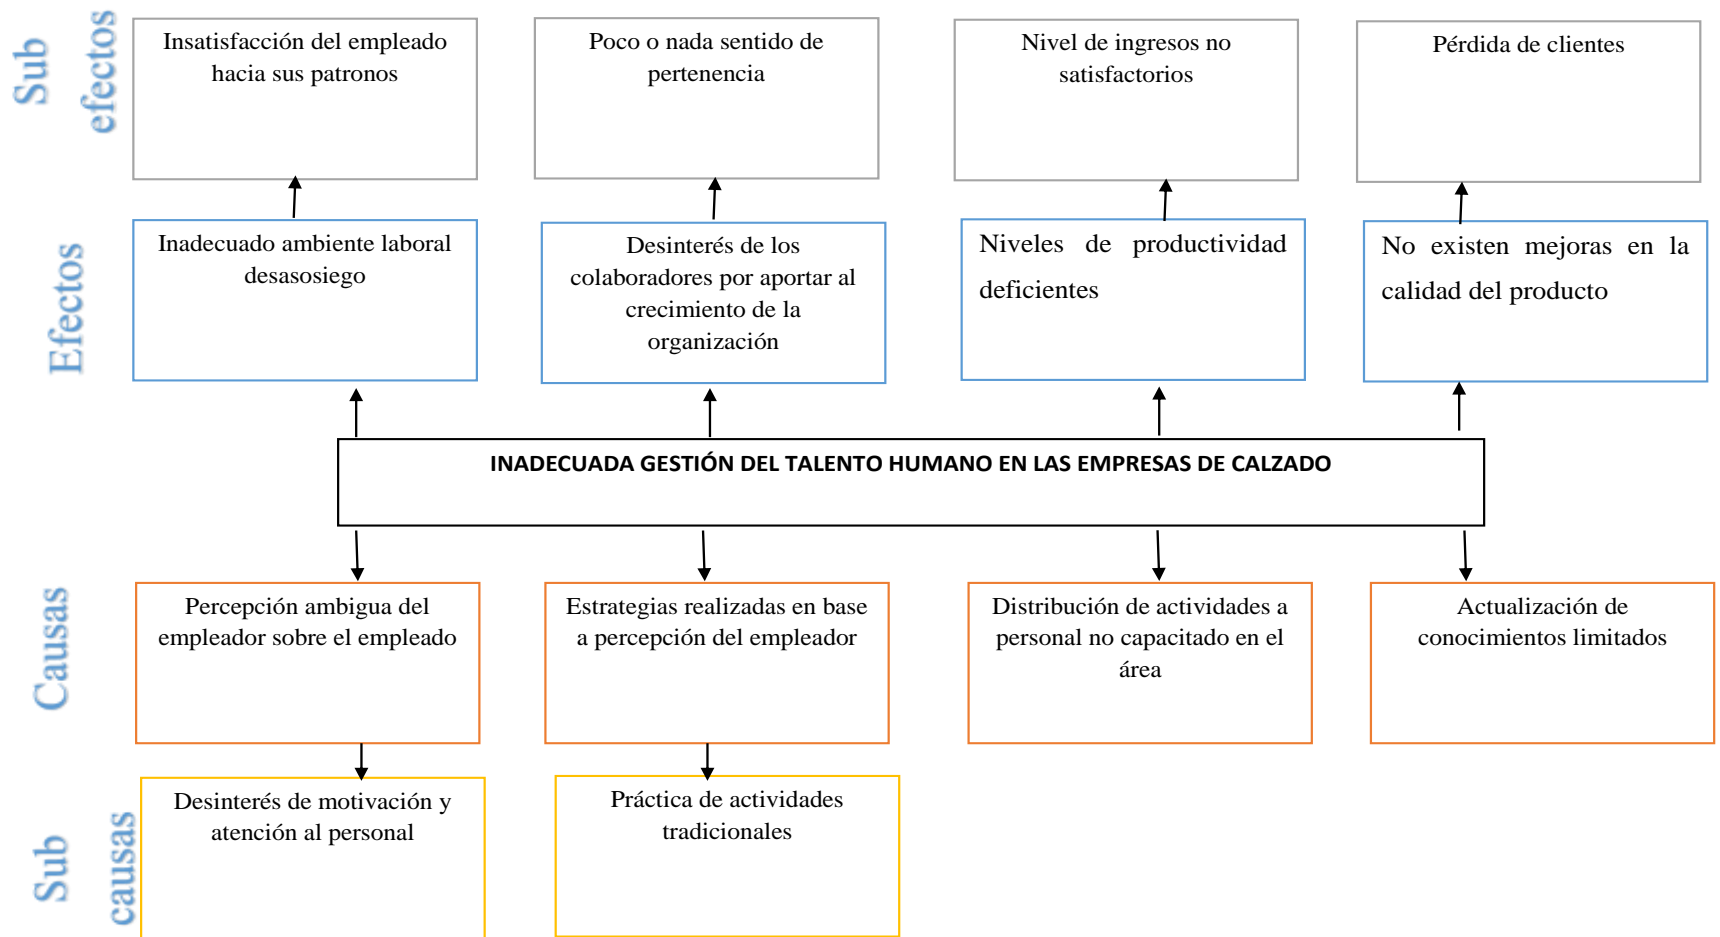 Sub
efectos
Insatisfacción del empleado
hacia sus patronos
Poco o nada sentido de
pertenencia
Nivel de ingresos no
satisfactorios
Pérdida de clientes
Efectos
Inadecuado ambiente laboral
desasosiego
Desinterés de los
colaboradores por aportar al
crecimiento de la
organización
Niveles de productividad
deficientes
No existen mejoras en la
calidad del producto
INADECUADA GESTIÓN DEL TALENTO HUMANO EN LAS EMPRESAS DE CALZADO
Causas
Percepción ambigua del
empleador sobre el empleado
Estrategias realizadas en base
a percepción del empleador
Distribución de actividades a
personal no capacitado en el
área
Actualización de
conocimientos limitados
Sub
causas
Desinterés de motivación y
atención al personal
Práctica de actividades
tradicionales